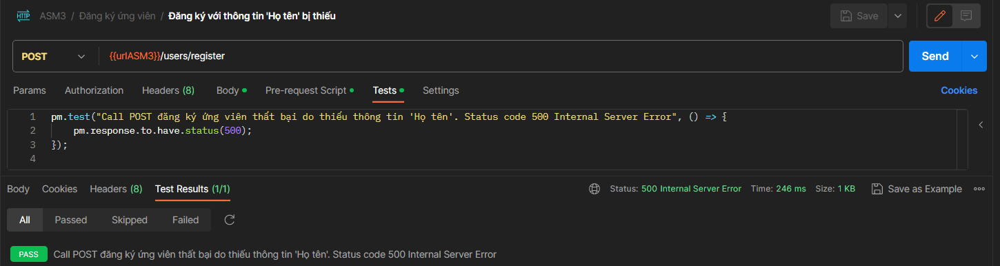 HTTP ASM3 / Đăng ký ứng viên / Đăng ký với thông tin 'Họ tên' bị thiếu Save
POST {{urlASM3}}/users/register Send
Params Authorization Headers (8) Body Pre-request Script Tests Settings Cookies
1 pm.test("Call POST đăng ký ứng viên thất bại do thiếu thông tin 'Họ tên'. Status code 500 Internal Server Error", () => {
2 pm.response.to.have.status(500);
3 });
4
Body Cookies Headers (8) Test Results (1/1) Status: 500 Internal Server Error Time: 246 ms Size: 1 KB Save as Example
All Passed Skipped Failed
PASS Call POST đăng ký ứng viên thất bại do thiếu thông tin 'Họ tên'. Status code 500 Internal Server Error